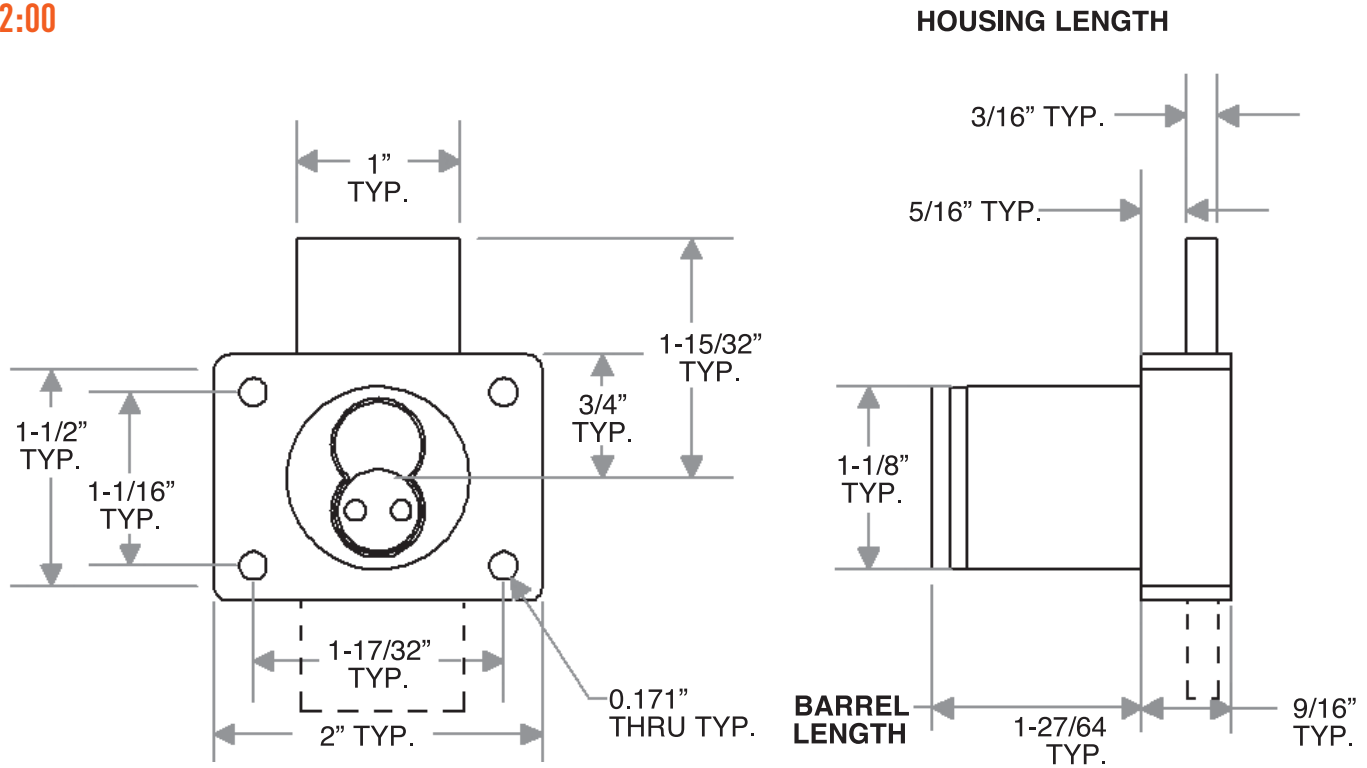 2:00
HOUSING LENGTH
3/16” TYP.
1”
TYP.
5/16” TYP.
1-15/32”
TYP.
3/4”
TYP.
1-1/2”
TYP.
1-1/16”
TYP.
1-1/8”
TYP.
1-17/32”
TYP.
0.171”
THRU TYP.
2” TYP.
BARREL
LENGTH
1-27/64
TYP.
9/16”
TYP.